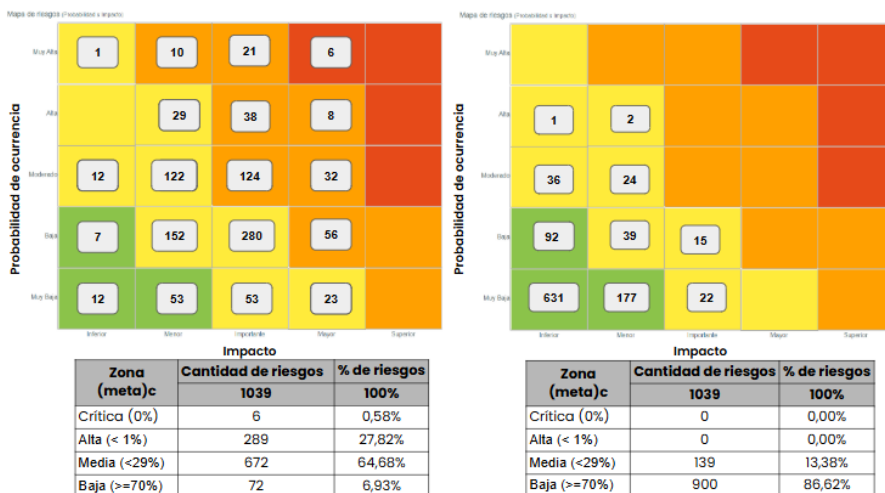 Mapa de riesgos (Probabilidad x Impacto)
Probabilidad de ocurrencia
Muy Alta 1 10 21 6
Alta 29 38 8
Moderado 12 122 124 32
Baja 7 152 280 56
Muy Baja 12 53 53 23
Inferior Menor Importante Mayor Superior
Impacto
Zona (meta)c Cantidad de riesgos % de riesgos
1039 100%
Crítica (0%) 6 0,58%
Alta (< 1%) 289 27,82%
Media (<29%) 672 64,68%
Baja (>=70%) 72 6,93%
Mapa de riesgos (Probabilidad x Impacto)
Probabilidad de ocurrencia
Muy Alta
Alta 1 2
Moderado 36 24
Baja 92 39 15
Muy Baja 631 177 22
Inferior Menor Importante Mayor Superior
Impacto
Zona (meta)c Cantidad de riesgos % de riesgos
1039 100%
Crítica (0%) 0 0,00%
Alta (< 1%) 0 0,00%
Media (<29%) 139 13,38%
Baja (>=70%) 900 86,62%